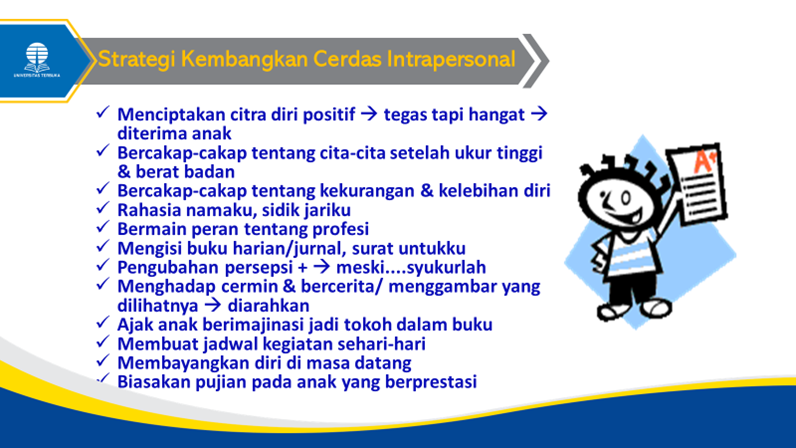 UNIVERSITAS TERBUKA
Strategi Kembangkan Cerdas Intrapersonal
✓ Menciptakan citra diri positif → tegas tapi hangat →
diterima anak
✓ Bercakap-cakap tentang cita-cita setelah ukur tinggi
& berat badan
✓ Bercakap-cakap tentang kekurangan & kelebihan diri
✓ Rahasia namaku, sidik jariku
✓ Bermain peran tentang profesi
✓ Mengisi buku harian/jurnal, surat untukku
✓ Pengubahan persepsi + → meski....syukurlah
✓ Menghadap cermin & bercerita/ menggambar yang
dilihatnya → diarahkan
✓ Ajak anak berimajinasi jadi tokoh dalam buku
✓ Membuat jadwal kegiatan sehari-hari
✓ Membayangkan diri di masa datang
✓ Biasakan pujian pada anak yang berprestasi
A+